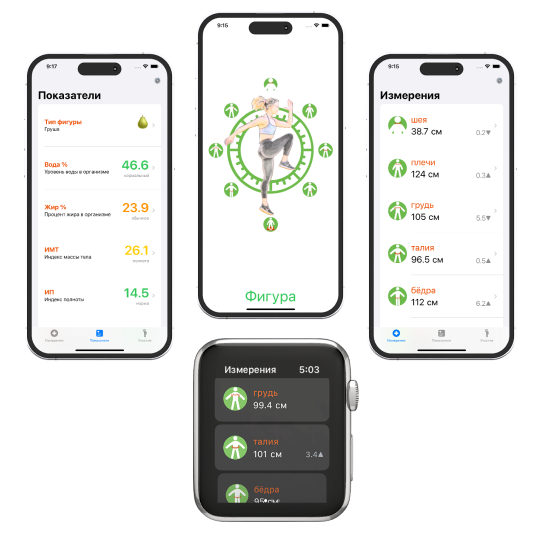 9:17
Показатели
Тип фигуры
Груша
Вода %
Уровень воды в организме
46.6
нормальный
Жир %
Процент жира в организме
23.9
обычное
ИМТ
Индекс массы тела
26.1
ИП
Индекс полноты
14.5
норма
Измерения
Показатели
9:15
Фигура
9:15
Измерения
шея
38.7 см
0.2▼
плечи
124 см
0.3▲
грудь
105 см
5.5▼
талия
96.5 см
0.5▲
бёдра
112 см
6.2▲
Измерения
Показатели
Измерения
5:03
грудь
99.4 см
талия
101 см
3.4▲
бёдра